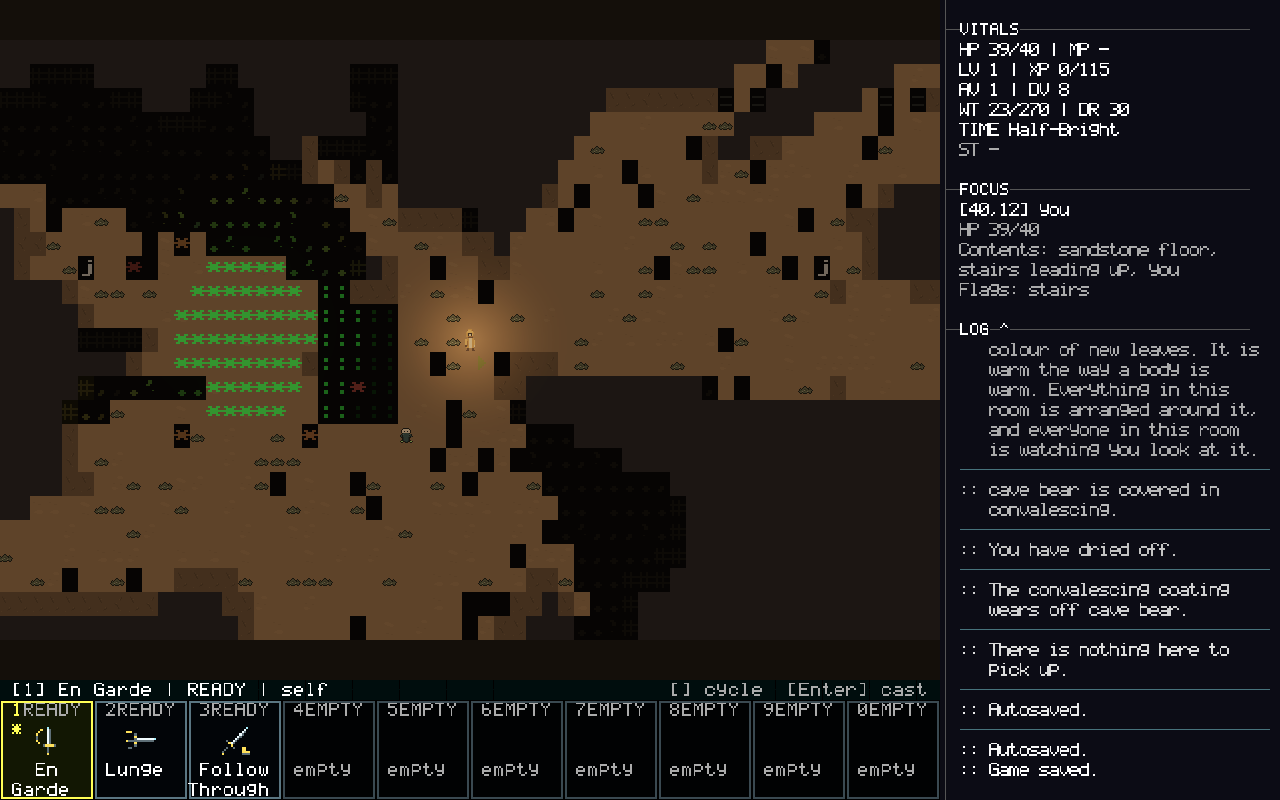 VITALS
HP 39/40 | MP -
LV 1 | XP 0/115
AV 1 | DV 8
WT 23/270 | DR 30
TIME Half-Bright
ST -
FOCUS
[40,12] You
HP 39/40
Contents: sandstone floor,
stairs leading up, You
Flags: stairs
LOG ^
colour of new leaves. It is
warm the way a body is
warm. Everything in this
room is arranged around it,
and everyone in this room
is watching you look at it.
:: cave bear is covered in
convalescing.
:: You have dried off.
:: The convalescing coating
wears off cave bear.
:: There is nothing here to
pick up.
:: Autosaved.
:: Autosaved.
:: Game saved.
j
j
[1] En Garde | READY | self
[] cycle [Enter] cast
1READY 2READY 3READY 4EMPTY 5EMPTY 6EMPTY 7EMPTY 8EMPTY 9EMPTY 0EMPTY
*
En Garde
Lunge
Follow Through
empty empty empty empty empty empty empty